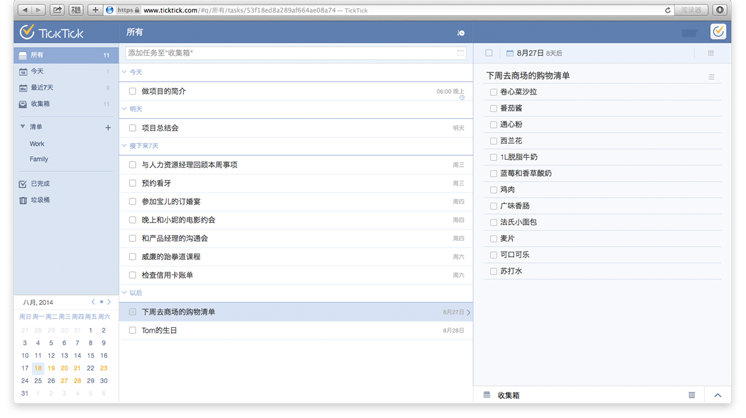 https www.ticktick.com/#q/所有/tasks/53f18ed8a289af664ae08a74 — TickTick
阅读器
TickTick
所有
所有 11
今天 1
最近7天 9
收集箱 11
清单 +
Work
Family
已完成
垃圾桶
八月, 2014
周日 周一 周二 周三 周四 周五 周六
27 28 29 30 31 1 2
3 4 5 6 7 8 9
10 11 12 13 14 15 16
17 18 19 20 21 22 23
24 25 26 27 28 29 30
31 1 2 3 4 5 6
添加任务至"收集箱"
今天
做项目的简介 06:00 晚上
明天
项目总结会 明天
接下来7天
与人力资源经理回顾本周事项 周三
预约看牙 周三
参加宝儿的订婚宴 周四
晚上和小妮的电影约会 周四
和产品经理的沟通会 周四
威廉的跆拳道课程 周六
检查信用卡账单 周六
以后
下周去商场的购物清单 8月27日
Tom的生日 8月28日
8月27日 8天后
下周去商场的购物清单
卷心菜沙拉
番茄酱
通心粉
西兰花
1L脱脂牛奶
蓝莓和香草酸奶
鸡肉
广味香肠
法氏小面包
麦片
可口可乐
苏打水
收集箱